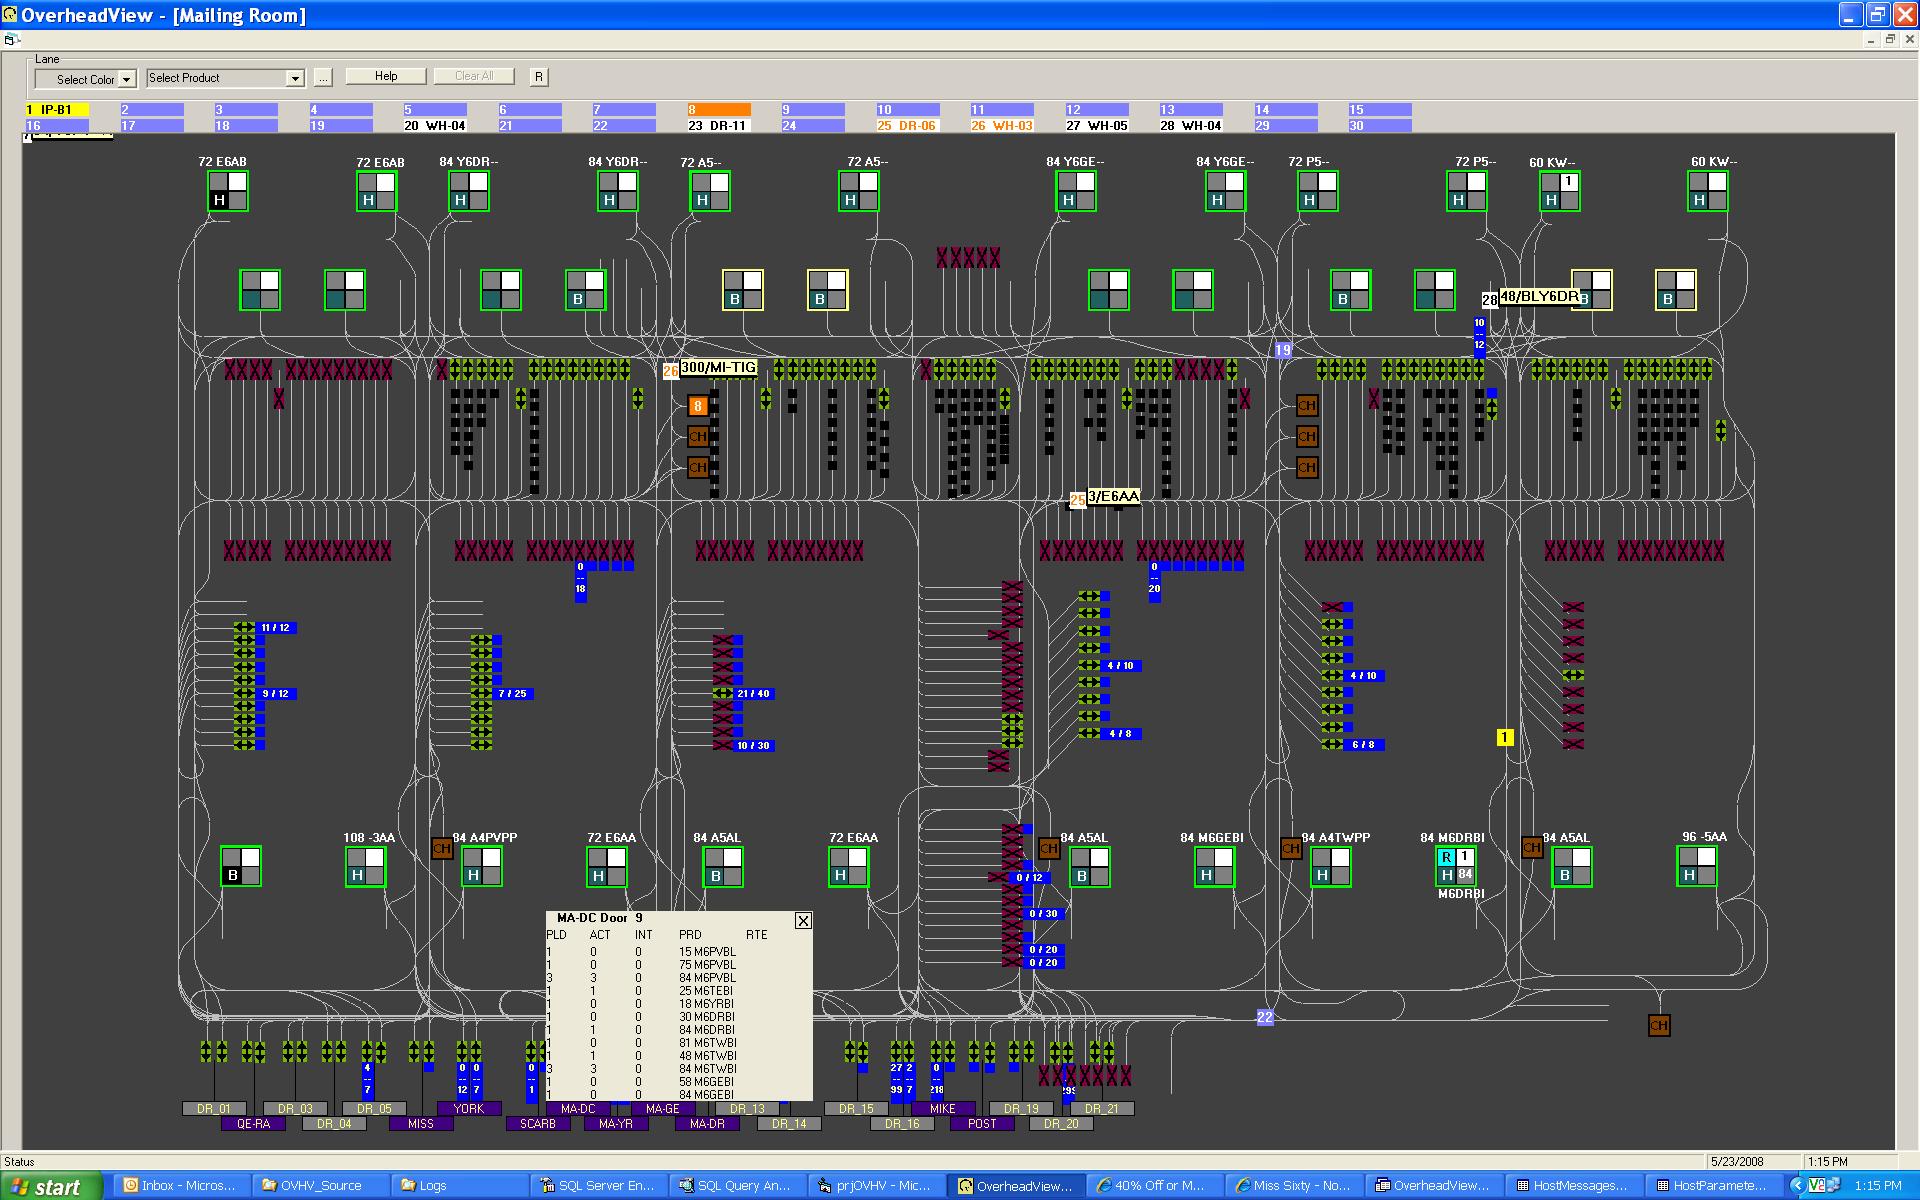 OverheadView - [Mailing Room]
Lane
Select Color Select Product ... Help Clear All R
1 IP-B1 2 3 4 5 6 7 8 9 10 11 12 13 14 15
16 17 18 19 20 WH-04 21 22 23 DR-11 24 25 DR-06 26 WH-03 27 WH-05 28 WH-04 29 30
72 E6AB 72 E6AB 84 Y6DR-- 84 Y6DR-- 72 A5-- 72 A5-- 84 Y6GE-- 84 Y6GE-- 72 P5-- 72 P5-- 60 KW-- 60 KW--
1
H H H H H H H H H H H H
B B B B B B
28 48/BLY6DR
10
--
12
19
26 300/MI-TIG
8 CH
CH CH
CH CH
25 3/E6AA
0
--
18
0
--
20
11 / 12
4 / 10
4 / 10
9 / 12 7 / 25 21 / 40
4 / 8
1
10 / 30 6 / 8
108 -3AA 84 A4PVPP 72 E6AA 84 A5AL 72 E6AA 84 A5AL 84 M6GEBI 84 A4TWPP 84 M6DRBI 84 A5AL 96 -5AA
CH CH CH CH
R 1
B H H H B H B H H H 84 B H
M6DRBI
0 / 12
0 / 30
0 / 20
0 / 20
MA-DC Door 9 X
PLD ACT INT PRD RTE
1 0 0 15 M6PVBL
1 0 0 75 M6PVBL
3 3 0 84 M6PVBL
1 1 0 25 M6TEBI
1 0 0 18 M6YRBI
1 0 0 30 M6DRBI
1 1 0 84 M6DRBI
1 0 0 81 M6TWBI
1 1 0 48 M6TWBI
3 3 0 84 M6TWBI
1 0 0 58 M6GEBI
1 0 0 84 M6GEBI
22
CH
4
--
7
0
--
12
0
--
7
0
--
1
27
--
99
2
--
7
0
--
218
DR_01 DR_03 DR_05 YORK MA-DC MA-GE DR_13 DR_15 MIKE DR_19 DR_21
QE-RA DR_04 MISS SCARB MA-YR MA-DR DR_14 DR_16 POST DR_20
Status 5/23/2008 1:15 PM
start Inbox - Micros... OVHV_Source Logs SQL Server En... SQL Query An... prjOVHV - Mic... OverheadView... 40% Off or M... Miss Sixty - No... OverheadView... HostMessages... HostParamete... 1:15 PM